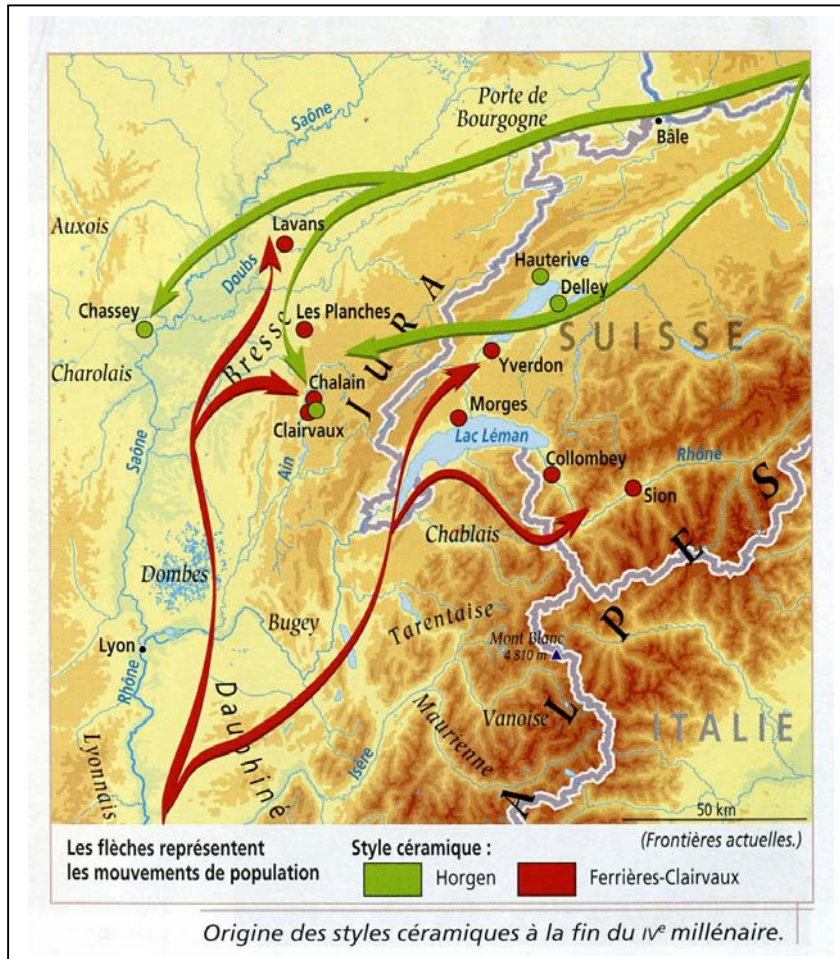 Porte de
Bourgogne
Saône
Bâle
Auxois
Lavans
Doubs
Hauterive
Delley
Chassey
Les Planches
Bresse
JURA
SUISSE
Yverdon
Charolais
Chalain
Clairvaux
Morges
Lac Léman
Saône
Ain
Collombey
Rhône
Sion
Chablais
ALPES
Dombes
Bugey
Tarentaise
Mont Blanc
4 810 m
Lyon
Rhône
Dauphiné
Vanoise
Maurienne
Isère
ITALIE
Lyonnais
50 km
(Frontières actuelles.)
Les flèches représentent
les mouvements de population
Style céramique :
Horgen
Ferrières-Clairvaux
Origine des styles céramiques à la fin du IVe millénaire.